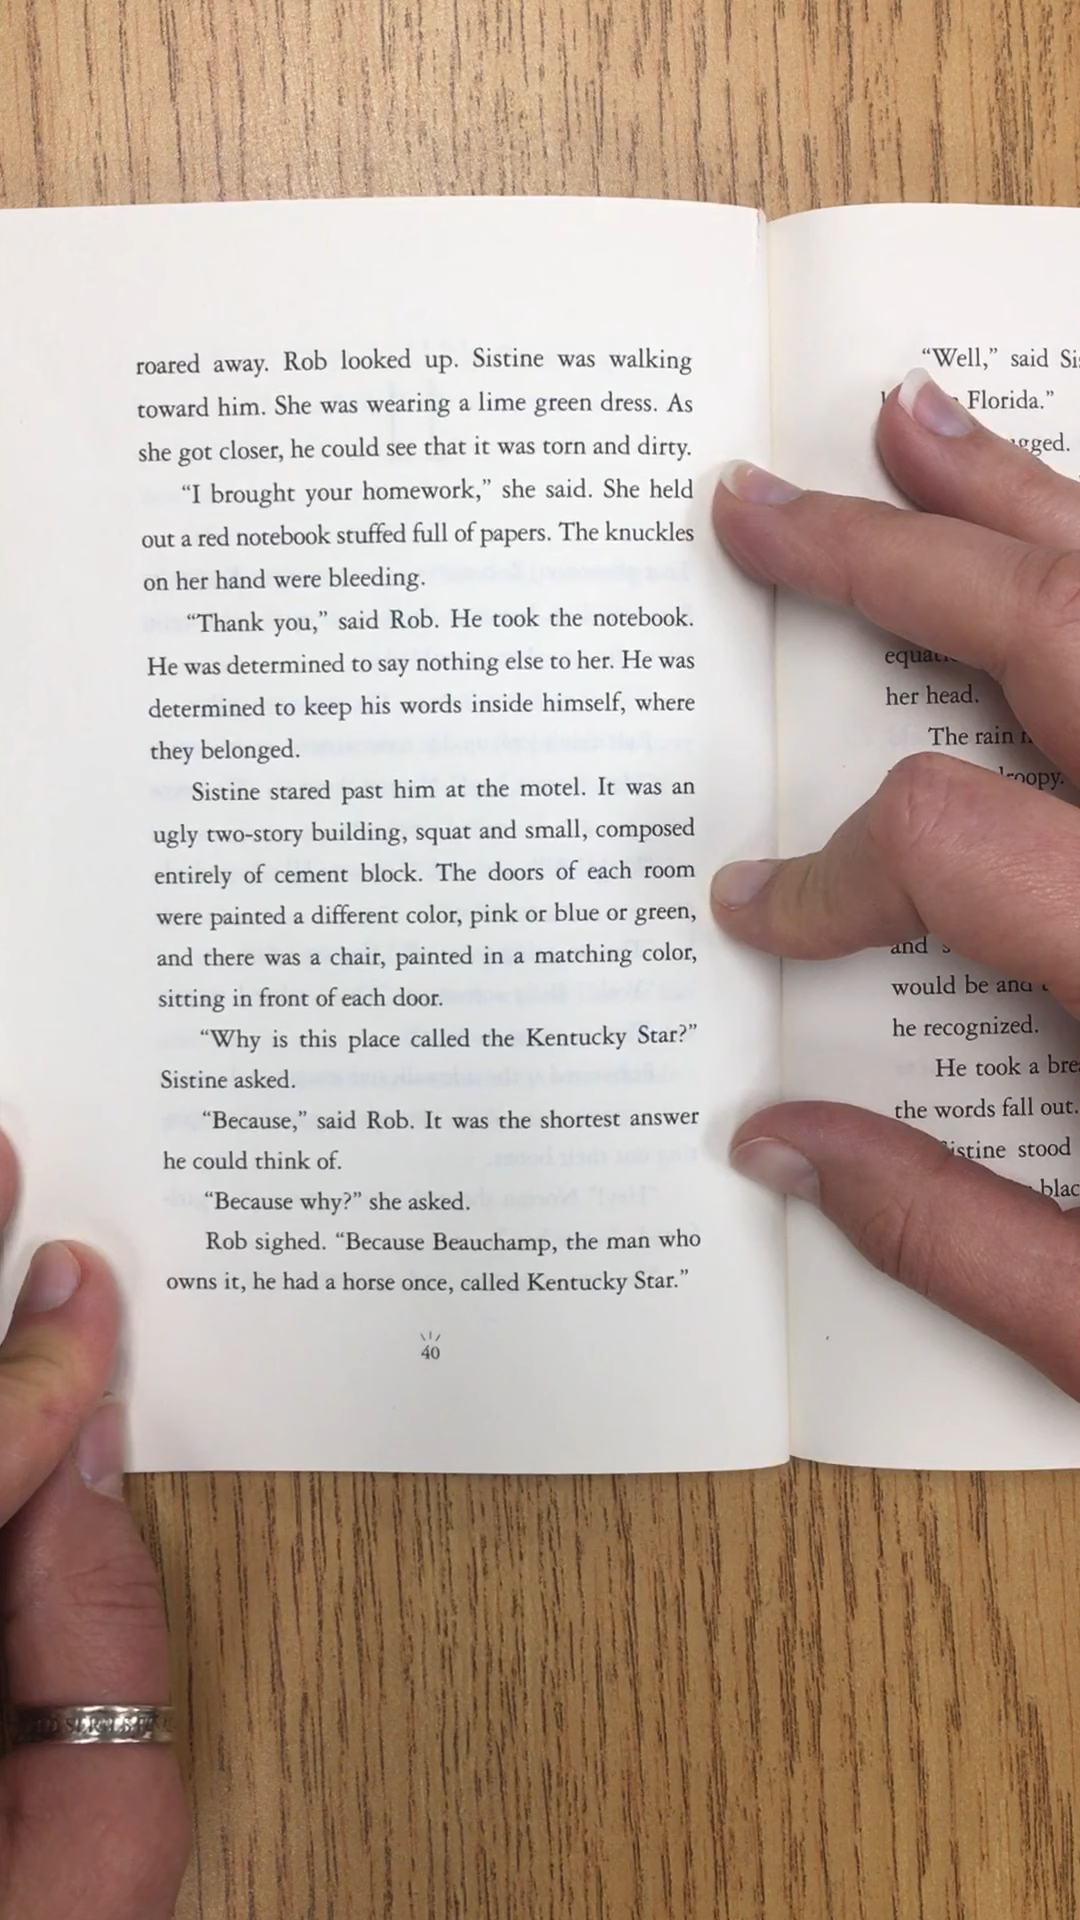 roared away. Rob looked up. Sistine was walking
toward him. She was wearing a lime green dress. As
she got closer, he could see that it was torn and dirty.
“I brought your homework,” she said. She held
out a red notebook stuffed full of papers. The knuckles
on her hand were bleeding.
“Thank you,” said Rob. He took the notebook.
He was determined to say nothing else to her. He was
determined to keep his words inside himself, where
they belonged.
Sistine stared past him at the motel. It was an
ugly two-story building, squat and small, composed
entirely of cement block. The doors of each room
were painted a different color, pink or blue or green,
and there was a chair, painted in a matching color,
sitting in front of each door.
“Why is this place called the Kentucky Star?”
Sistine asked.
“Because,” said Rob. It was the shortest answer
he could think of.
“Because why?” she asked.
Rob sighed. “Because Beauchamp, the man who
owns it, he had a horse once, called Kentucky Star.”
40
“Well,” said
Florida.”
her head.
The rain
and
would be and
he recognized.
He took a
the words fall out.
stood